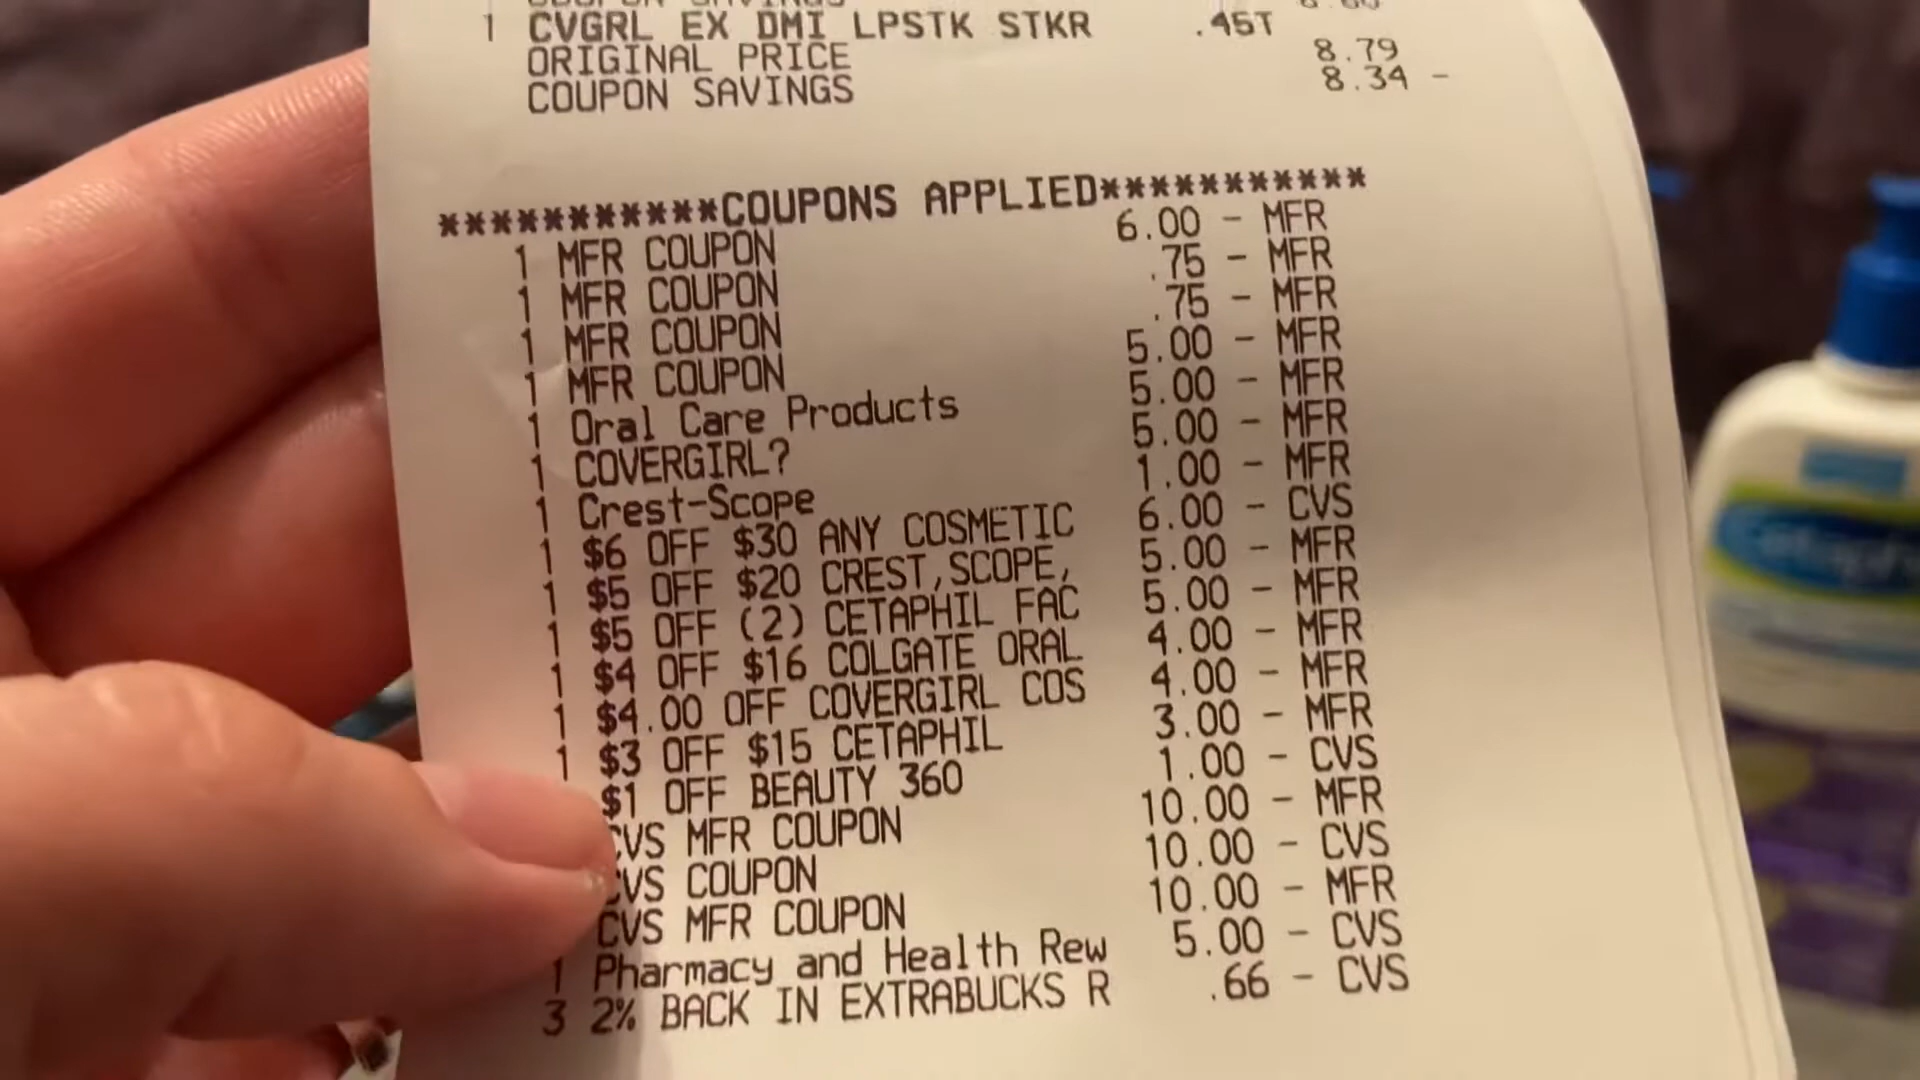 1 CVGRL EX DMI LPSTK STKR .45T
ORIGINAL PRICE 8.79
COUPON SAVINGS 8.34 -
***********COUPONS APPLIED***********
1 MFR COUPON 6.00 - MFR
1 MFR COUPON .75 - MFR
1 MFR COUPON .75 - MFR
1 MFR COUPON 5.00 - MFR
1 Oral Care Products 5.00 - MFR
1 COVERGIRL? 5.00 - MFR
1 Crest-Scope 1.00 - MFR
1 $6 OFF $30 ANY COSMETIC 6.00 - CVS
1 $5 OFF $20 CREST,SCOPE, 5.00 - MFR
1 $5 OFF (2) CETAPHIL FAC 5.00 - MFR
1 $4 OFF $16 COLGATE ORAL 4.00 - MFR
1 $4.00 OFF COVERGIRL COS 4.00 - MFR
1 $3 OFF $15 CETAPHIL 3.00 - MFR
$1 OFF BEAUTY 360 1.00 - CVS
CVS MFR COUPON 10.00 - MFR
CVS COUPON 10.00 - CVS
CVS MFR COUPON 10.00 - MFR
1 Pharmacy and Health Rew 5.00 - CVS
3 2% BACK IN EXTRABUCKS R .66 - CVS